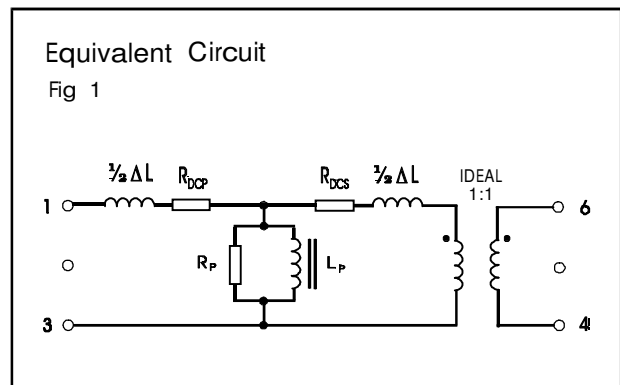 Equivalent Circuit
Fig 1
½ΔL R_DCP R_DCS ½ΔL IDEAL
1:1
1 6
R_P L_P
3 4